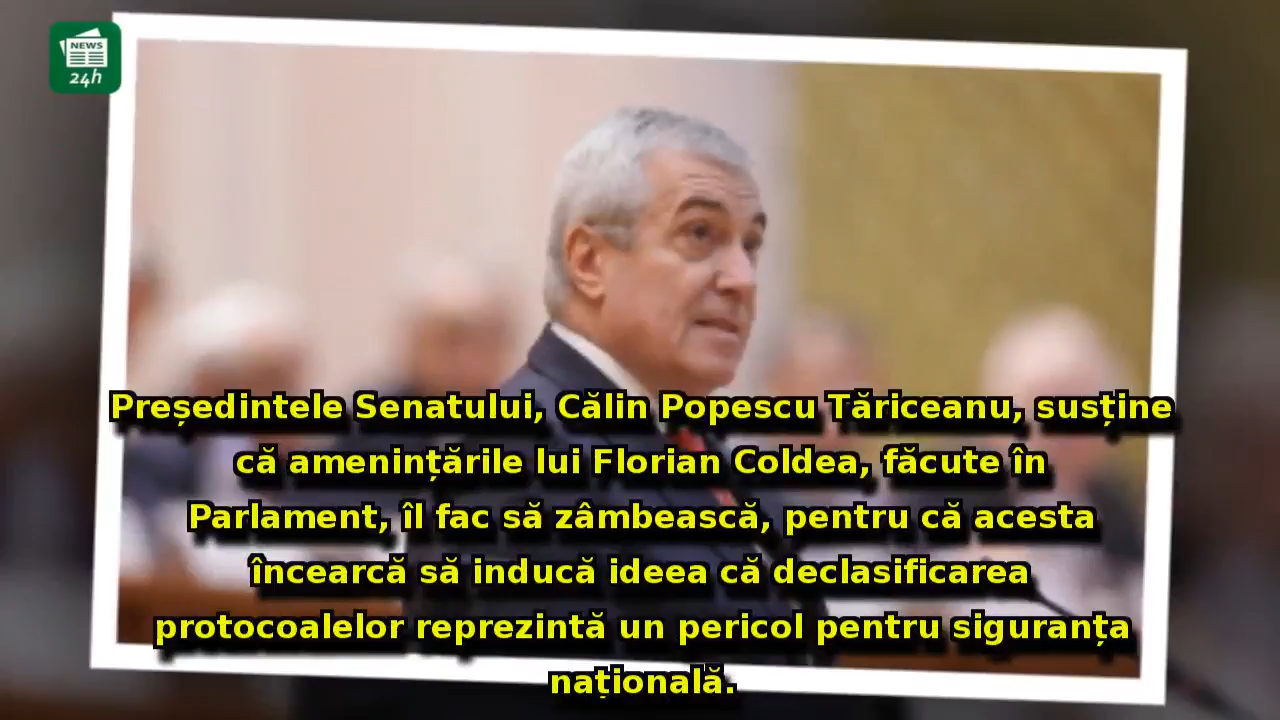 NEWS
24h
Președintele Senatului, Călin Popescu Tăriceanu, susține
că amenințările lui Florian Coldea, făcute în
Parlament, îl fac să zâmbească, pentru că acesta
încearcă să inducă ideea că declasificarea
protocoalelor reprezintă un pericol pentru siguranța
națională.